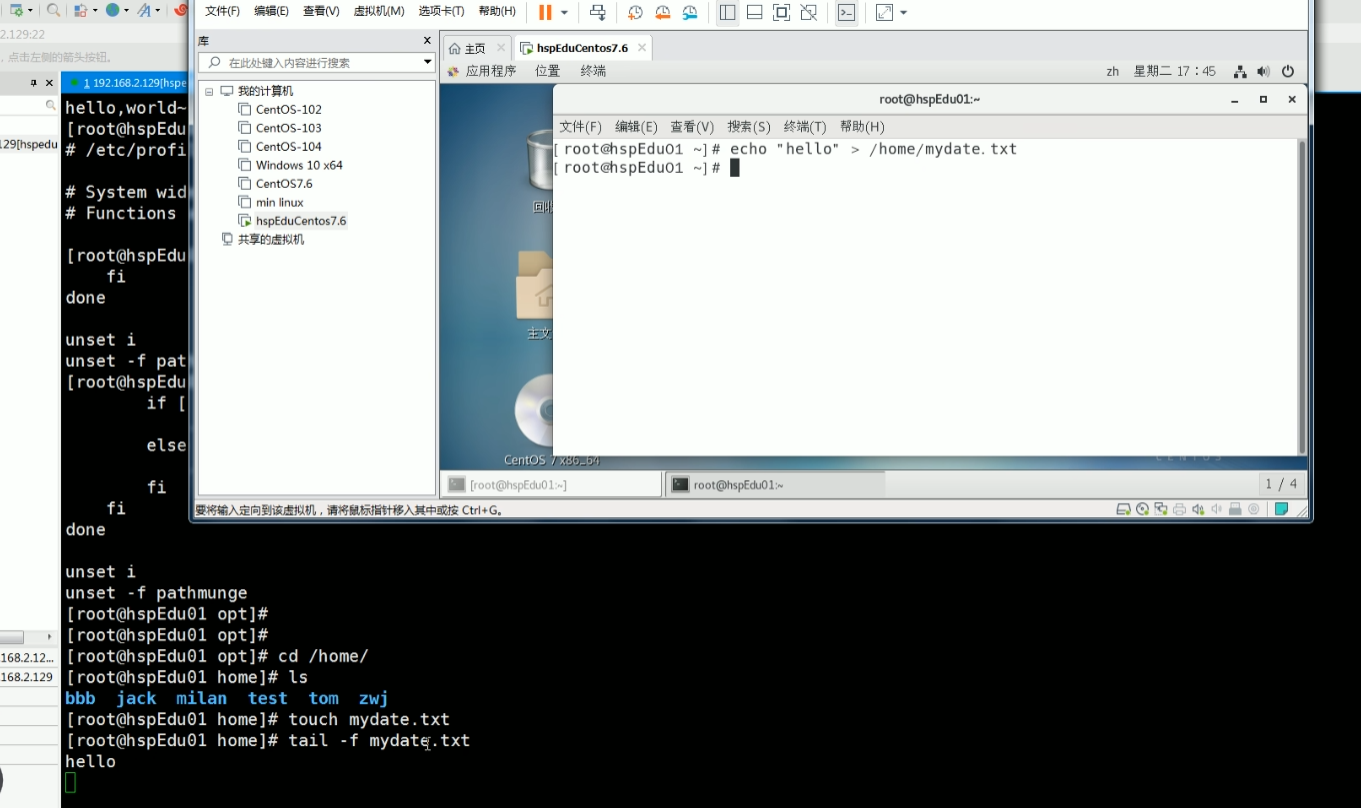 文件(F) 编辑(E) 查看(V) 虚拟机(M) 选项卡(T) 帮助(H)
2.129:22
，点击左侧的箭头按钮。
库
主页 hspEduCentos7.6
在此处键入内容进行搜索
应用程序 位置 终端 zh 星期二 17：45
1 192.168.2.129[hspe
我的计算机
CentOS-102
CentOS-103
CentOS-104
Windows 10 x64
CentOS7.6
min linux
hspEduCentos7.6
共享的虚拟机
root@hspEdu01:~
文件(F) 编辑(E) 查看(V) 搜索(S) 终端(T) 帮助(H)
[root@hspEdu01 ~]# echo "hello" > /home/mydate.txt
[root@hspEdu01 ~]#
CentOS 7 x86_64
[root@hspEdu01:~]
root@hspEdu01:~
1 / 4
要将输入定向到该虚拟机，请将鼠标指针移入其中或按 Ctrl+G。
29[hspedu
168.2.12...
168.2.129
hello,world~
[root@hspEdu
# /etc/profi
# System wid
# Functions
[root@hspEdu
fi
done
unset i
unset -f pat
[root@hspEdu
if [
else
fi
fi
done
unset i
unset -f pathmunge
[root@hspEdu01 opt]#
[root@hspEdu01 opt]#
[root@hspEdu01 opt]# cd /home/
[root@hspEdu01 home]# ls
bbb jack milan test tom zwj
[root@hspEdu01 home]# touch mydate.txt
[root@hspEdu01 home]# tail -f mydate.txt
hello